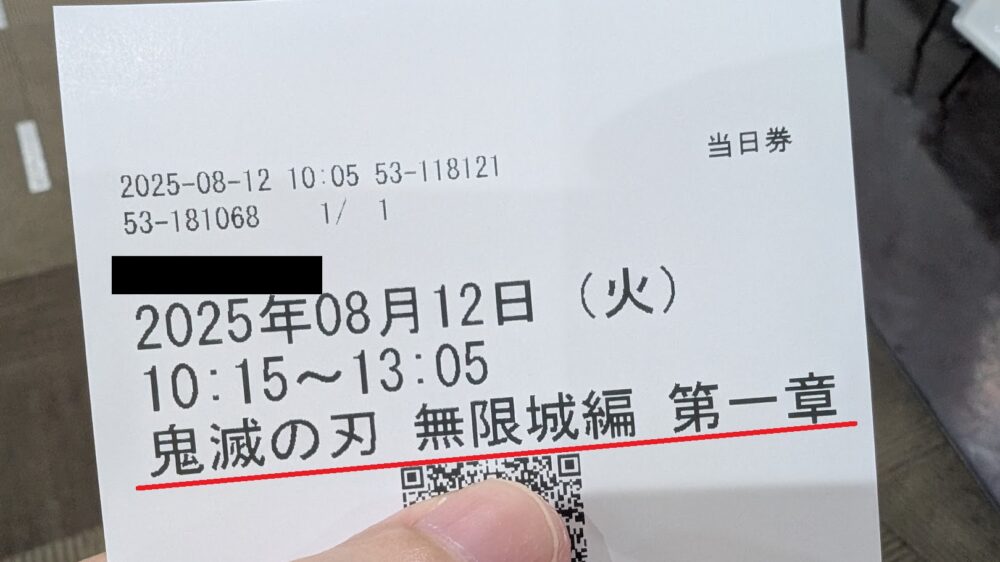 当日券
2025-08-12 10:05 53-118121
53-181068 1/ 1
2025年08月12日 (火)
10:15～13:05
鬼滅の刃 無限城編 第一章